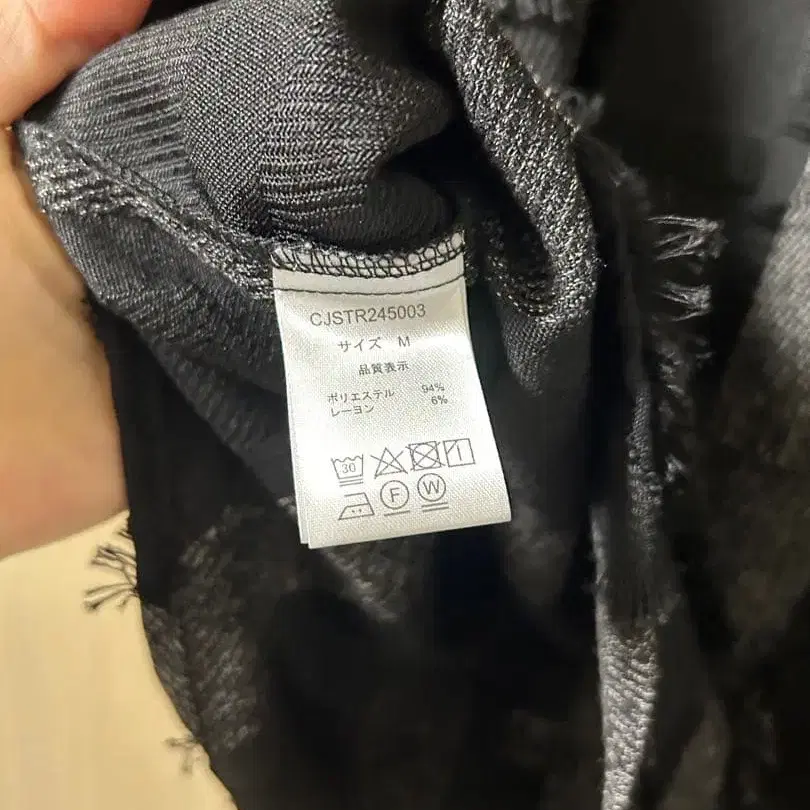 CJSTR245003
サイズ M
品質表示
ポリエステル 94%
レーヨン 6%
30
F W